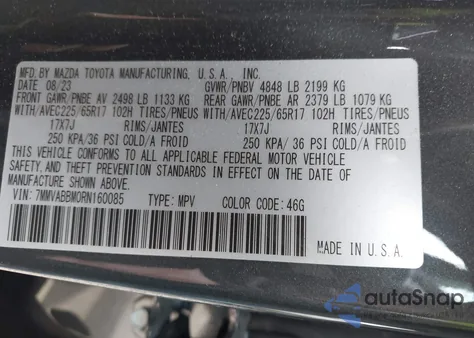 MFD. BY MAZDA TOYOTA MANUFACTURING, U.S.A., INC.
DATE 08/23 GVWR/PNBV 4848 LB 2199 KG
FRONT GAWR/PNBE AV 2498 LB 1133 KG REAR GAWR/PNBE AR 2379 LB 1079 KG
WITH/AVEC225/65R17 102H TIRES/PNEUS WITH/AVEC225/65R17 102H TIRES/PNEUS
17X7J RIMS/JANTES 17X7J RIMS/JANTES
250 KPA/36 PSI COLD/A FROID 250 KPA/ 36 PSI COLD/A FROID
THIS VEHICLE CONFORMS TO ALL APPLICABLE FEDERAL MOTOR VEHICLE
SAFETY, AND THEFT PREVENTION STANDARDS IN EFFECT ON THE DATE OF
MANUFACTURE SHOWN ABOVE.
VIN: 7MMVABBM0RN160085 TYPE: MPV COLOR CODE: 46G
MADE IN U.S.A.
autoSnap